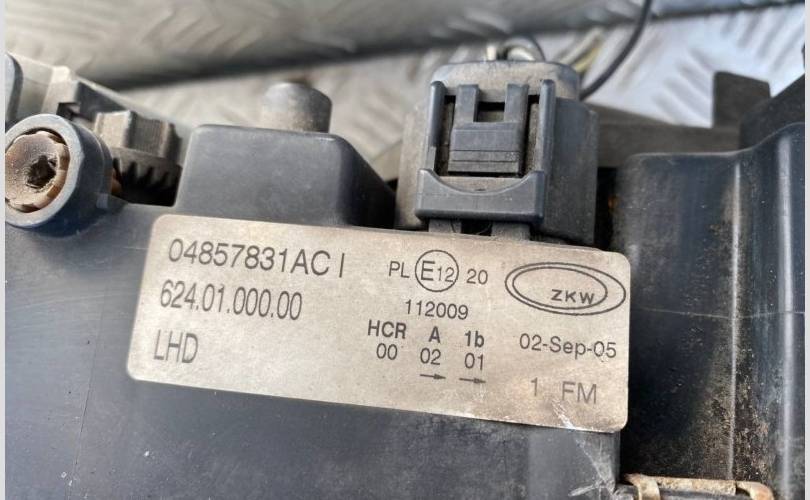 04857831AC I
624.01.000.00
LHD
PL E12 20
112009
HCR A 1b
00 02 01
→ →
ZKW
02-Sep-05
1 FM